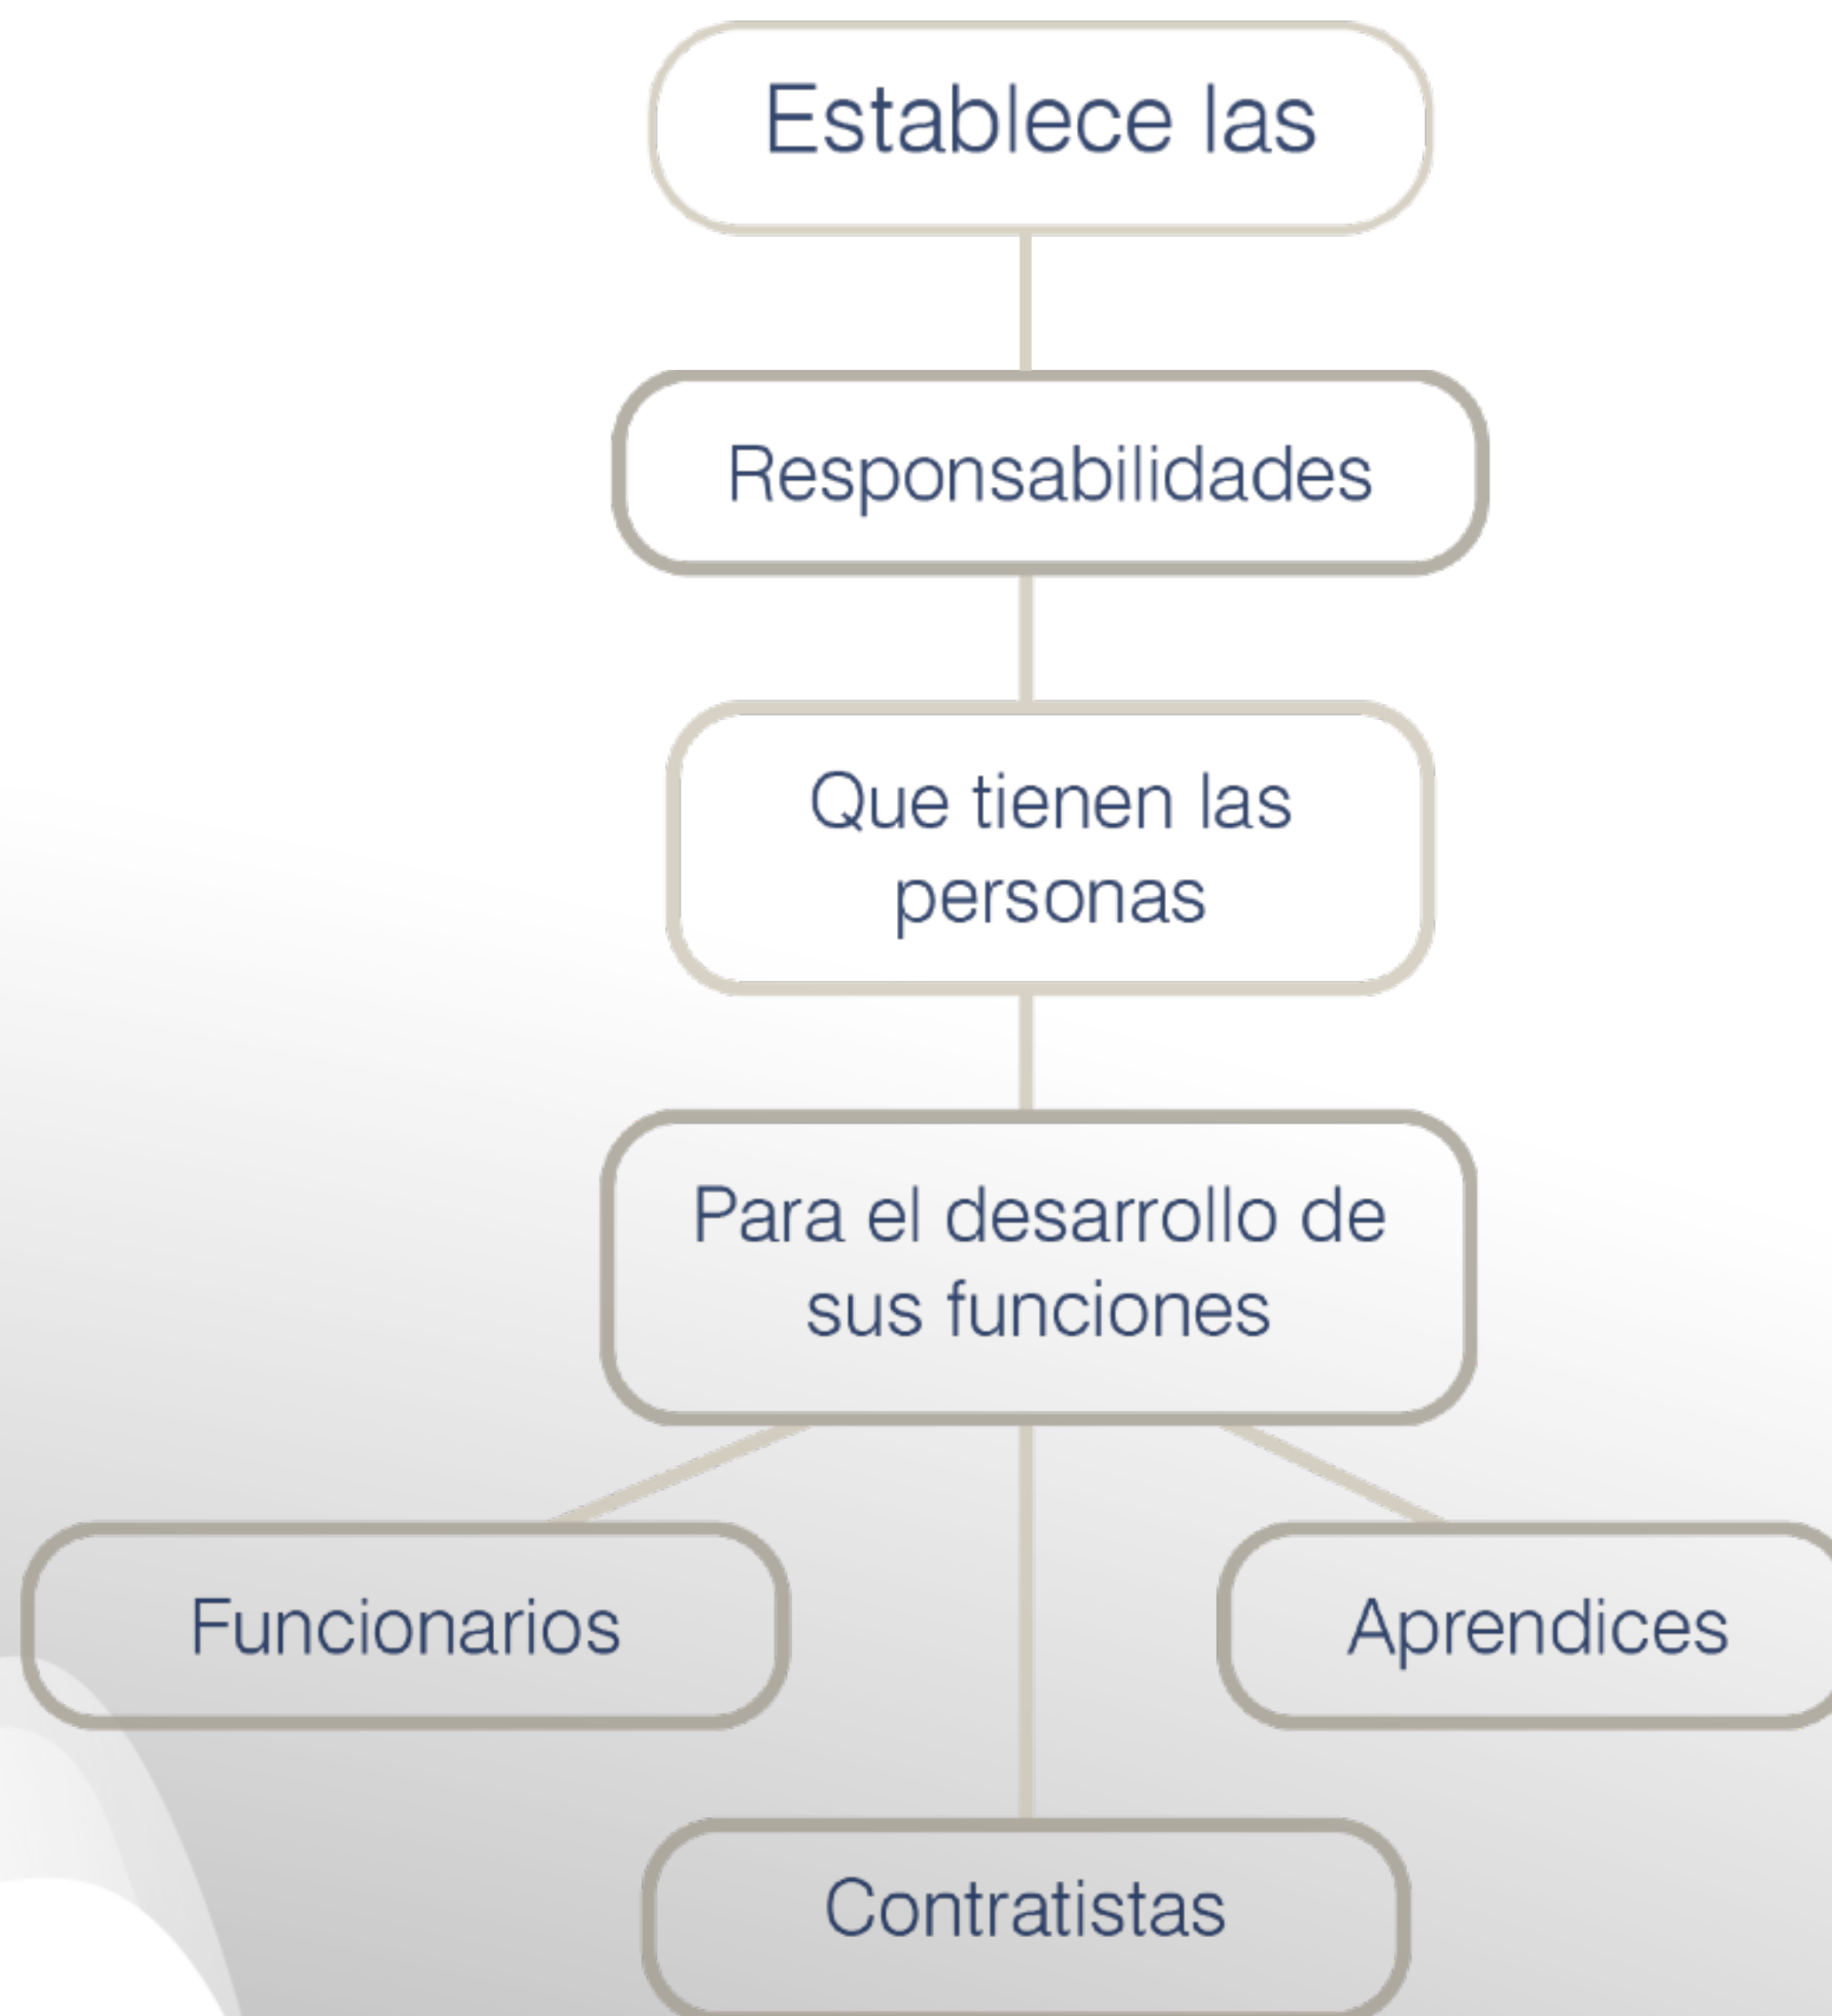 Establece las
Responsabilidades
Que tienen las
personas
Para el desarrollo de
sus funciones
Funcionarios
Aprendices
Contratistas